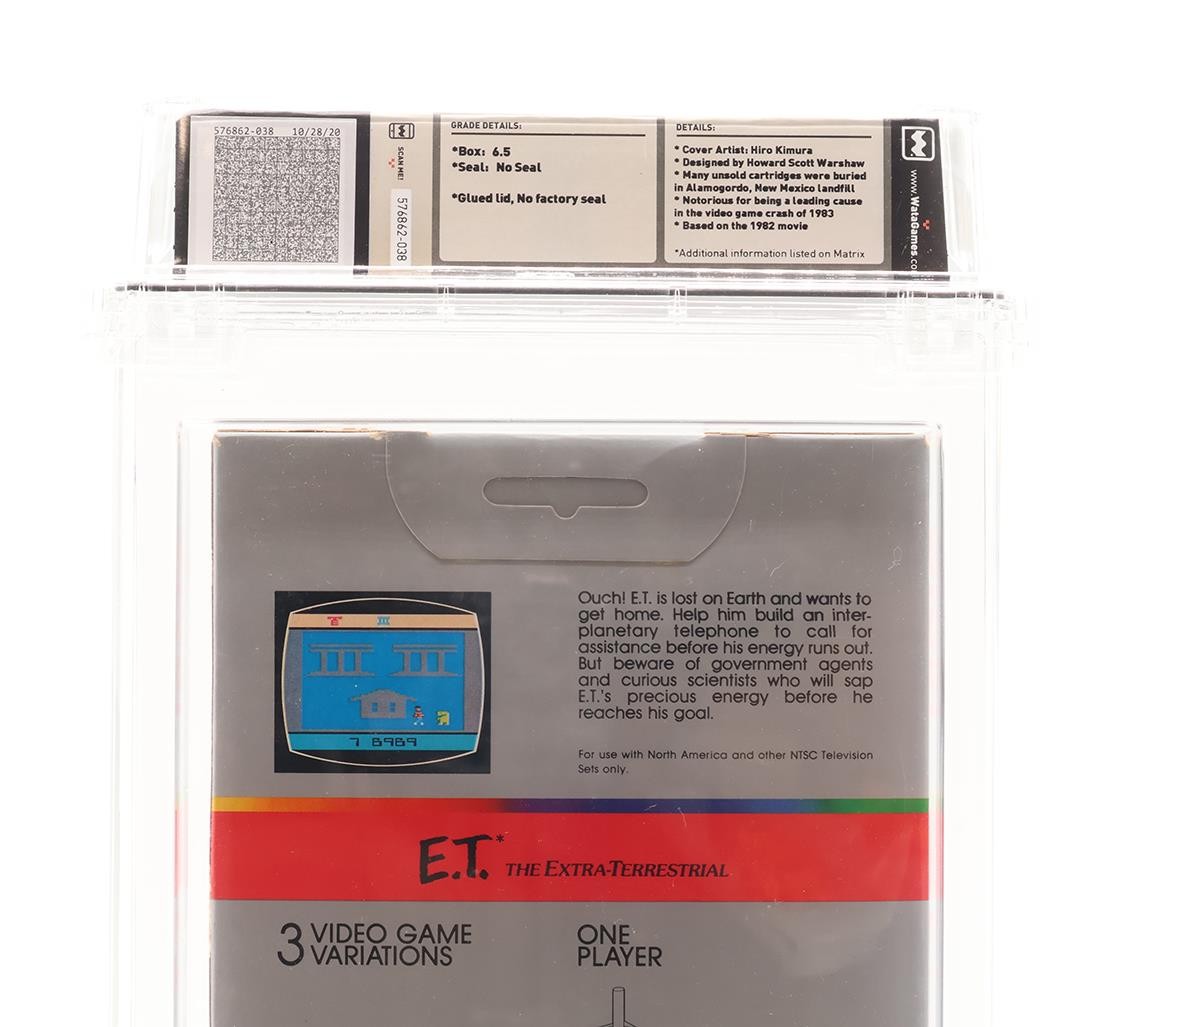 576862-038 10/28/20
SCAN ME!
576862-038
GRADE DETAILS:
*Box: 6.5
*Seal: No Seal
*Glued lid, No factory seal
DETAILS:
* Cover Artist: Hiro Kimura
* Designed by Howard Scott Warshaw
* Many unsold cartridges were buried
in Alamogordo, New Mexico landfill
* Notorious for being a leading cause
in the video game crash of 1983
* Based on the 1982 movie
*Additional information listed on Matrix
www.WataGames.co
7 8989
Ouch! E.T. is lost on Earth and wants to
get home. Help him build an inter-
planetary telephone to call for
assistance before his energy runs out.
But beware of government agents
and curious scientists who will sap
E.T.'s precious energy before he
reaches his goal.
For use with North America and other NTSC Television
Sets only.
E.T.* THE EXTRA-TERRESTRIAL
3 VIDEO GAME
VARIATIONS
ONE
PLAYER